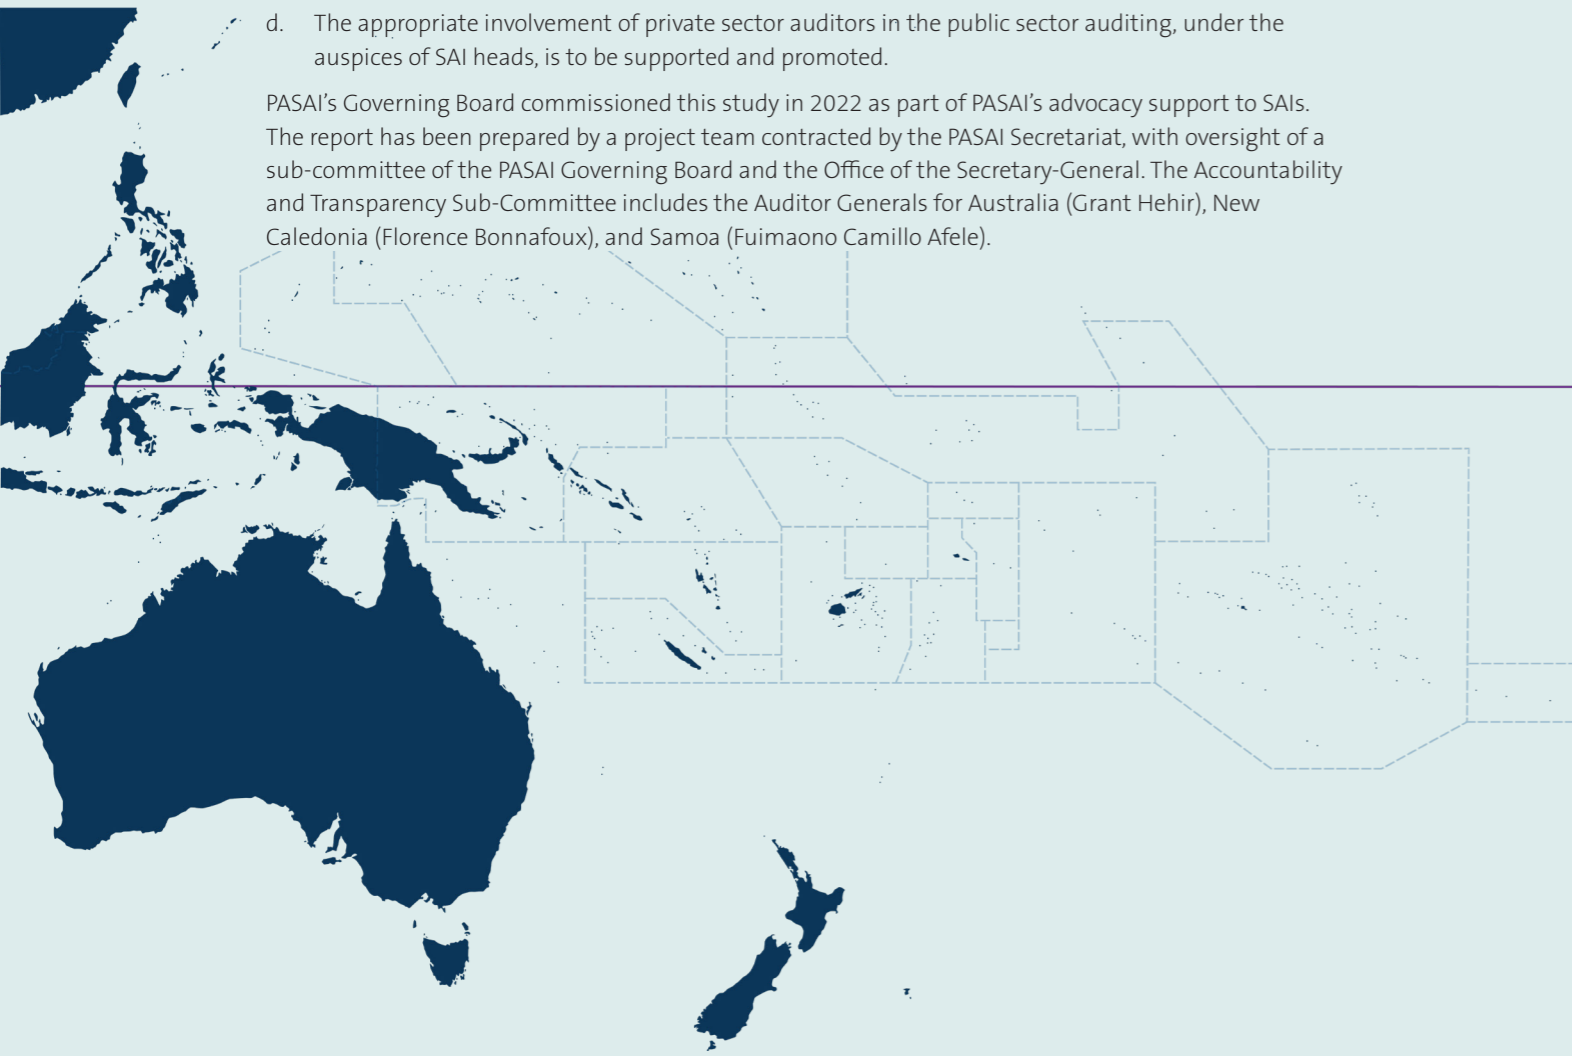 d. The appropriate involvement of private sector auditors in the public sector auditing, under the
auspices of SAI heads, is to be supported and promoted.
PASAI’s Governing Board commissioned this study in 2022 as part of PASAI’s advocacy support to SAIs.
The report has been prepared by a project team contracted by the PASAI Secretariat, with oversight of a
sub-committee of the PASAI Governing Board and the Office of the Secretary-General. The Accountability
and Transparency Sub-Committee includes the Auditor Generals for Australia (Grant Hehir), New
Caledonia (Florence Bonnafoux), and Samoa (Fuimaono Camillo Afele).